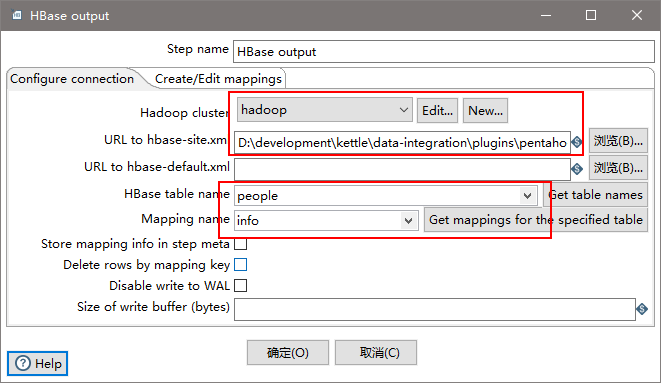 HBase output
Step name HBase output
Configure connection Create/Edit mappings
Hadoop cluster hadoop Edit... New...
URL to hbase-site.xml D:\development\kettle\data-integration\plugins\pentaho 浏览(B)...
URL to hbase-default.xml 浏览(B)...
HBase table name people Get table names
Mapping name info Get mappings for the specified table
Store mapping info in step meta
Delete rows by mapping key
Disable write to WAL
Size of write buffer (bytes)
确定(O) 取消(C)
Help